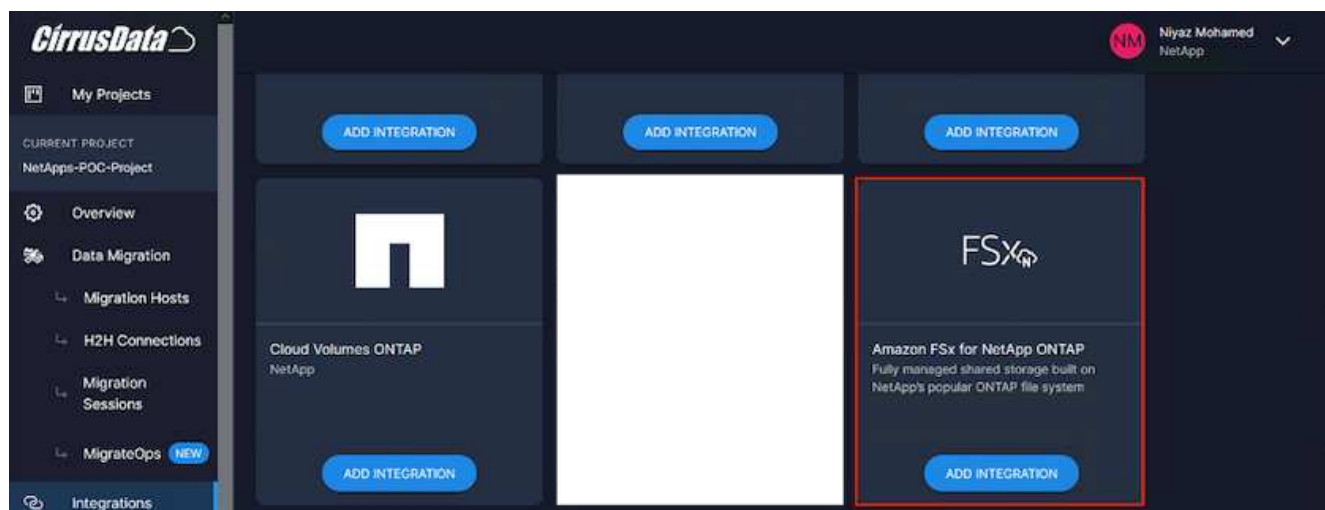 CirrusData
NM
Niyaz Mohamed
NetApp
My Projects
CURRENT PROJECT
NetApps-POC-Project
Overview
Data Migration
Migration Hosts
H2H Connections
Migration
Sessions
MigrateOps NEW
Integrations
ADD INTEGRATION
ADD INTEGRATION
ADD INTEGRATION
Cloud Volumes ONTAP
NetApp
ADD INTEGRATION
FSxN
Amazon FSx for NetApp ONTAP
Fully managed shared storage built on
NetApp's popular ONTAP file system
ADD INTEGRATION